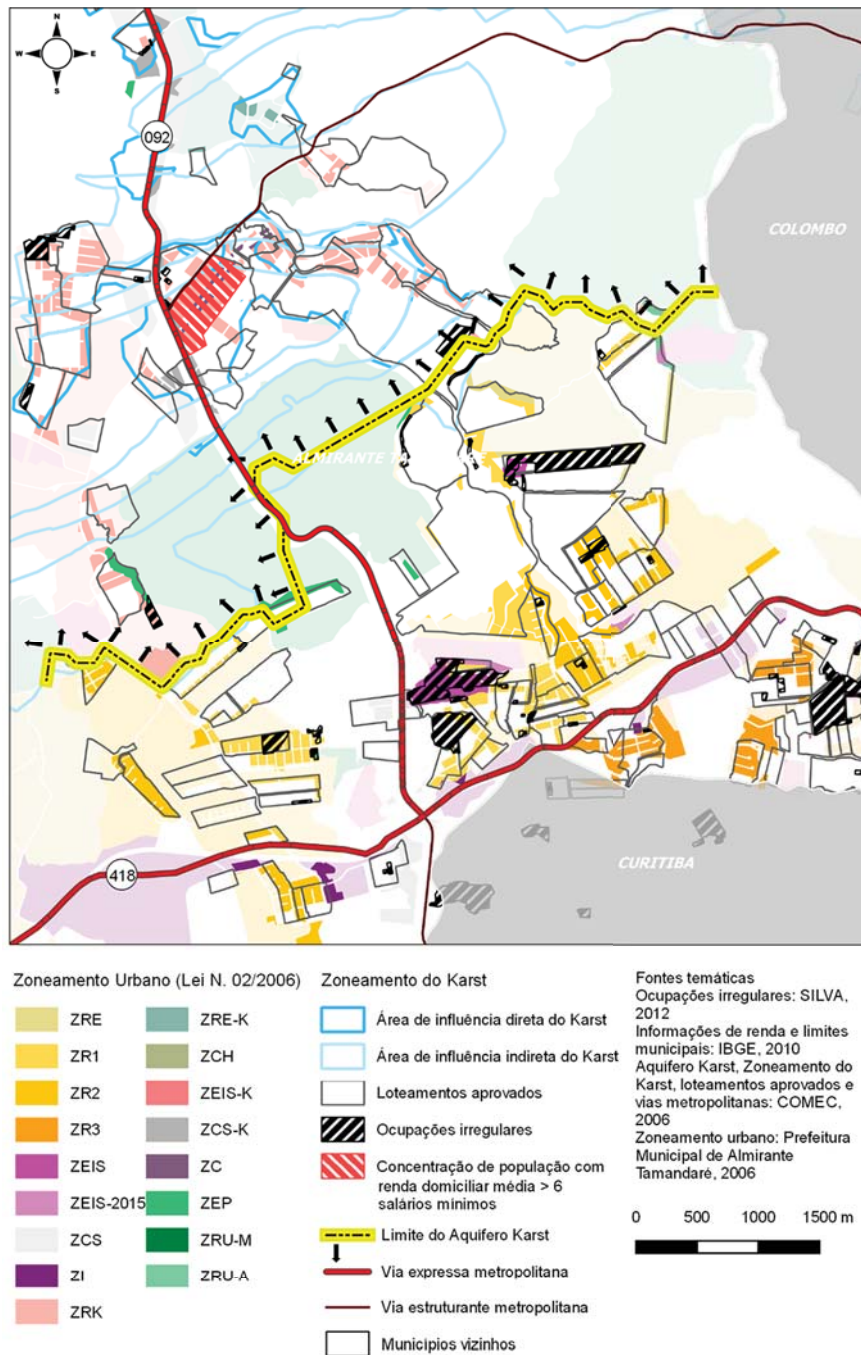 N
W
E
S
092
COLOMBO
ALMIRANTE TA
CURITIBA
418
Zoneamento Urbano (Lei N. 02/2006)
ZRE
ZR1
ZR2
ZR3
ZEIS
ZEIS-2015
ZCS
ZI
ZRK
ZRE-K
ZCH
ZEIS-K
ZCS-K
ZC
ZEP
ZRU-M
ZRU-A
Zoneamento do Karst
Área de influência direta do Karst
Área de influência indireta do Karst
Loteamentos aprovados
Ocupações irregulares
Concentração de população com
renda domiciliar média > 6
salários mínimos
Limite do Aquífero Karst
Via expressa metropolitana
Via estruturante metropolitana
Municípios vizinhos
Fontes temáticas
Ocupações irregulares: SILVA,
2012
Informações de renda e limites
municipais: IBGE, 2010
Aquifero Karst, Zoneamento do
Karst, loteamentos aprovados e
vias metropolitanas: COMEC,
2006
Zoneamento urbano: Prefeitura
Municipal de Almirante
Tamandaré, 2006
0 500 1000 1500 m